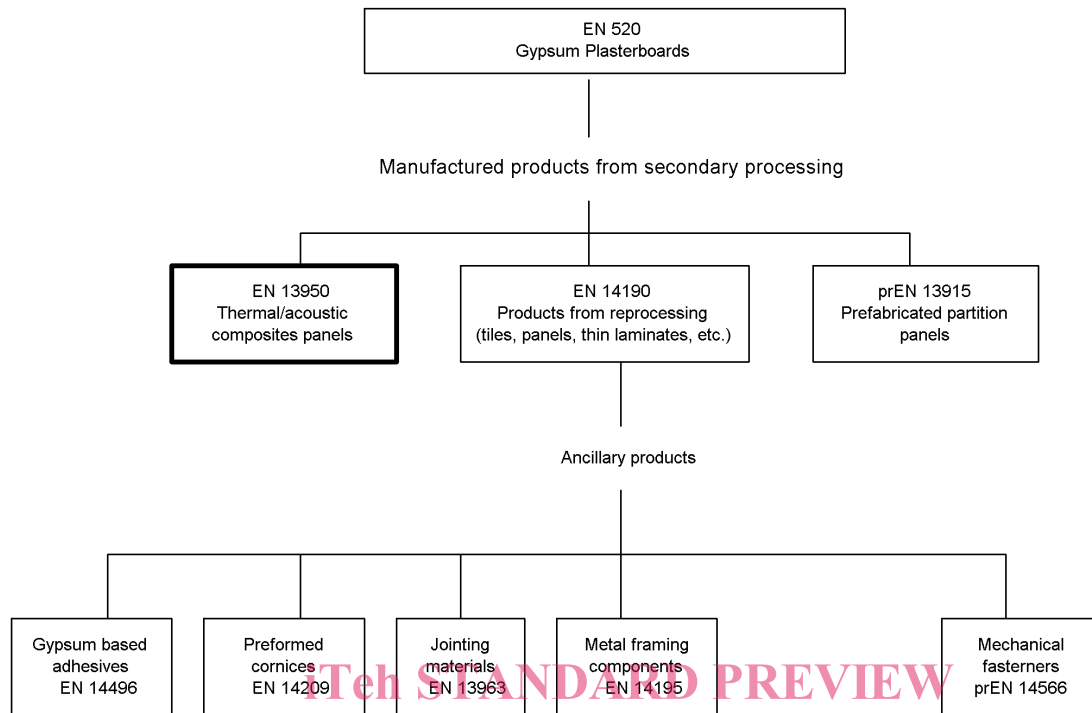 EN 520
Gypsum Plasterboards
Manufactured products from secondary processing
EN 13950
Thermal/acoustic
composites panels
EN 14190
Products from reprocessing
(tiles, panels, thin laminates, etc.)
prEN 13915
Prefabricated partition
panels
Ancillary products
Gypsum based
adhesives
EN 14496
Preformed
cornices
EN 14209
Jointing
materials
EN 13963
Metal framing
components
EN 14195
Mechanical
fasterners
prEN 14566
iTeh STANDARD PREVIEW